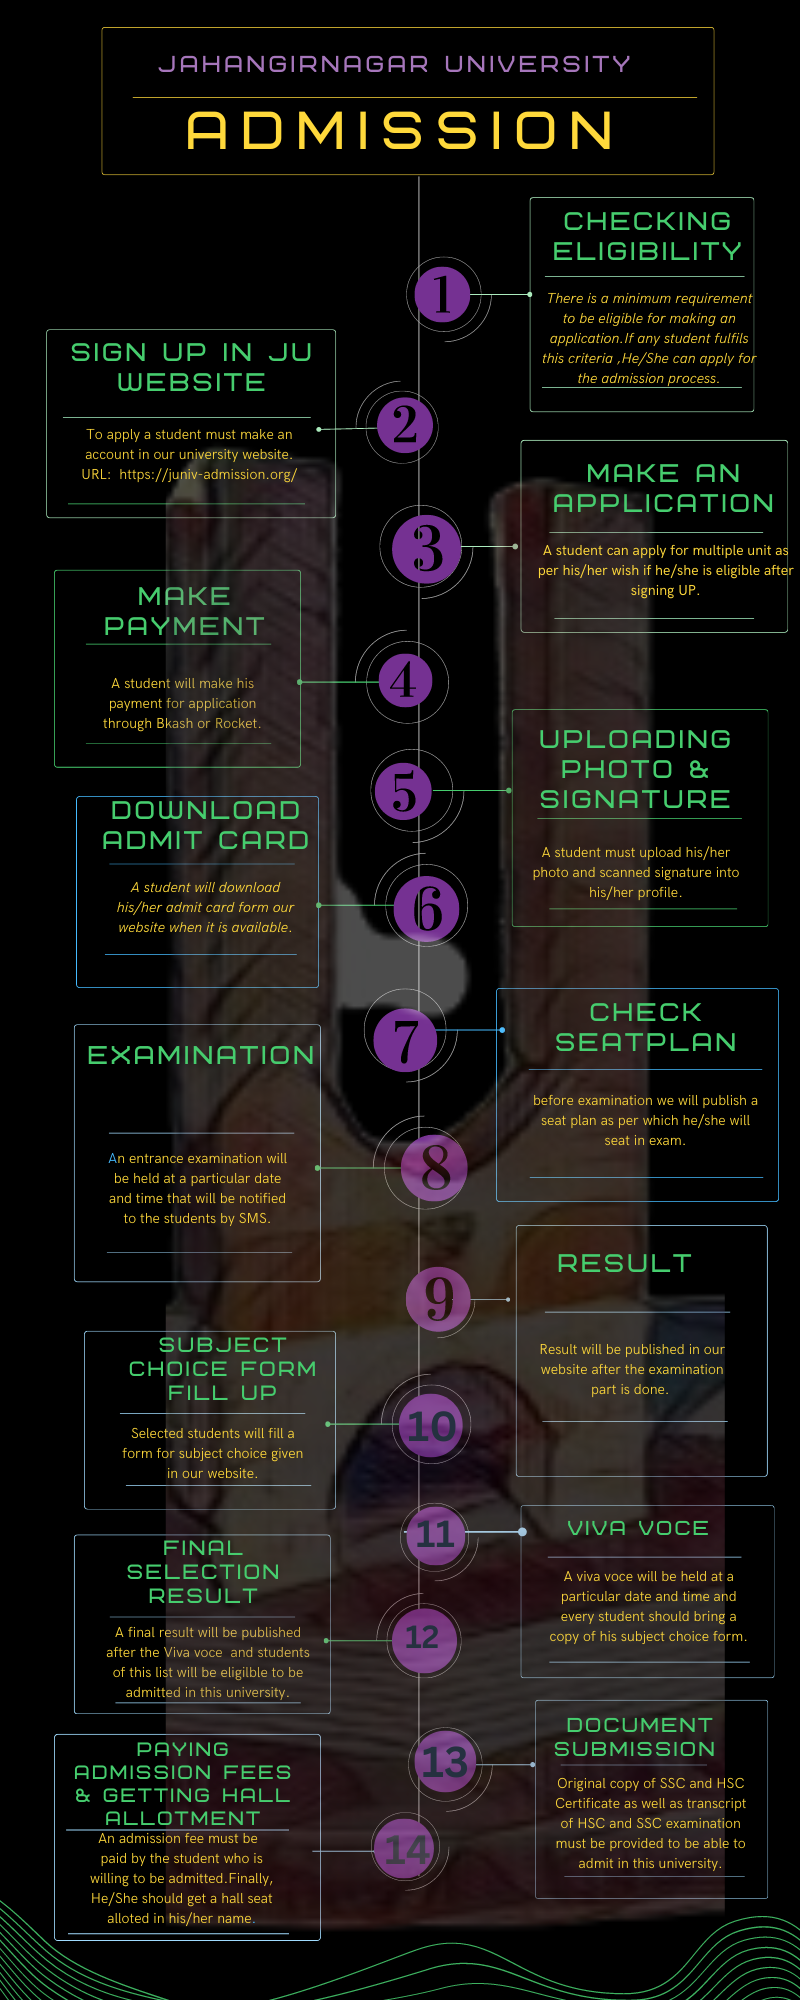 JAHANGIRNAGAR UNIVERSITY
ADMISSION
1
CHECKING
ELIGIBILITY
There is a minimum requirement
to be eligible for making an
application.If any student fulfils
this criteria ,He/She can apply for
the admission process.
2
SIGN UP IN JU
WEBSITE
To apply a student must make an
account in our university website.
URL:  https://juniv-admission.org/
3
MAKE AN
APPLICATION
A student can apply for multiple unit as
per his/her wish if he/she is eligible after
signing UP.
4
MAKE
PAYMENT
A student will make his
payment for application
through Bkash or Rocket.
5
UPLOADING
PHOTO &
SIGNATURE
A student must upload his/her
photo and scanned signature into
his/her profile.
6
DOWNLOAD
ADMIT CARD
A student will download
his/her admit card form our
website when it is available.
7
CHECK
SEATPLAN
before examination we will publish a
seat plan as per which he/she will
seat in exam.
8
EXAMINATION
An entrance examination will
be held at a particular date
and time that will be notified
to the students by SMS.
9
RESULT
Result will be published in our
website after the examination
part is done.
10
SUBJECT
CHOICE FORM
FILL UP
Selected students will fill a
form for subject choice given
in our website.
11
VIVA VOCE
A viva voce will be held at a
particular date and time and
every student should bring a
copy of his subject choice form.
12
FINAL
SELECTION
RESULT
A final result will be published
after the Viva voce  and students
of this list will be eligilble to be
admitted in this university.
13
DOCUMENT
SUBMISSION
Original copy of SSC and HSC
Certificate as well as transcript
of HSC and SSC examination
must be provided to be able to
admit in this university.
14
PAYING
ADMISSION FEES
& GETTING HALL
ALLOTMENT
An admission fee must be
paid by the student who is
willing to be admitted.Finally,
He/She should get a hall seat
alloted in his/her name.